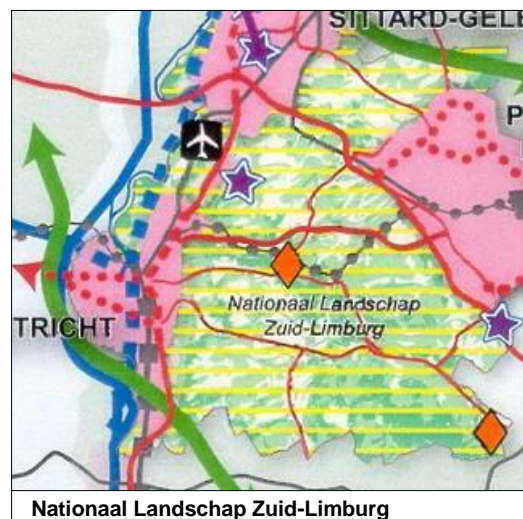 SITTARD-GELE
P
Nationaal Landschap
Zuid-Limburg
TRICHT
Nationaal Landschap Zuid-Limburg